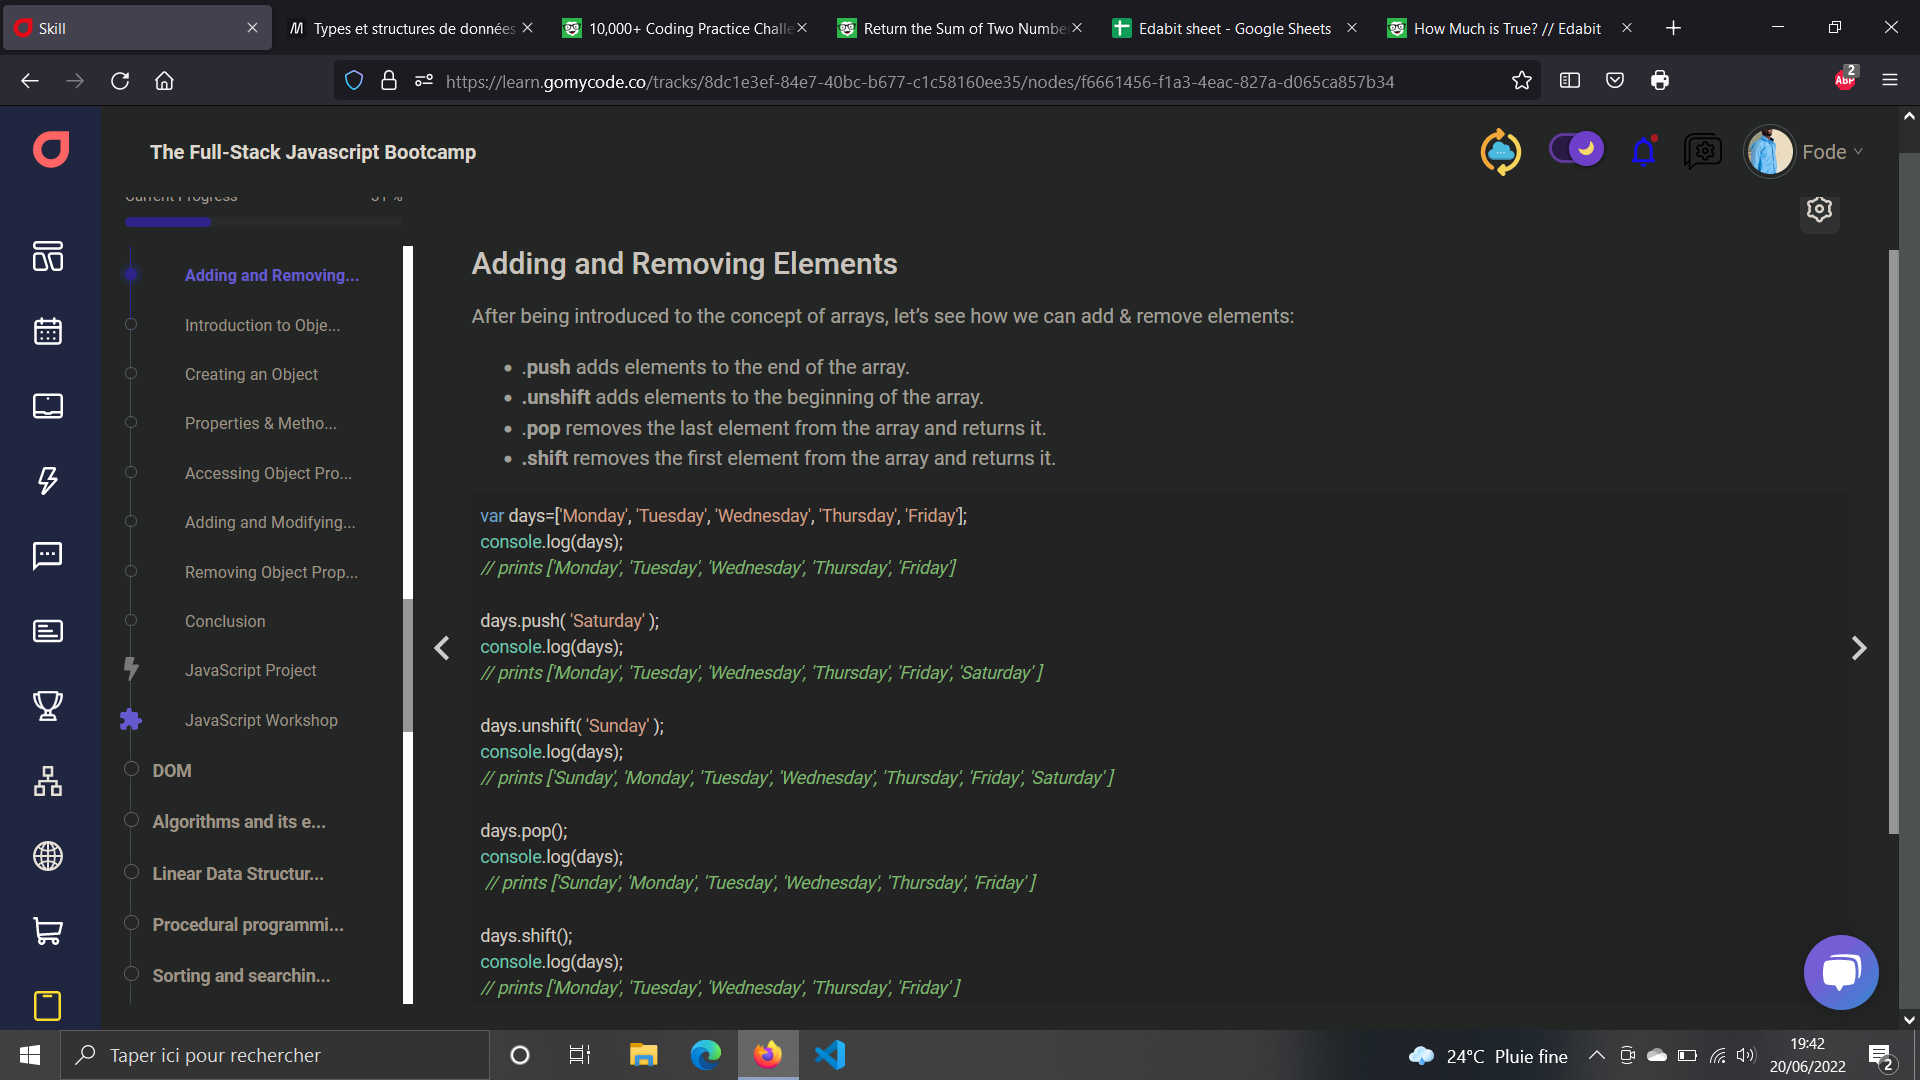 Skill
Types et structures de données
10,000+ Coding Practice Challe
Return the Sum of Two Numbe
Edabit sheet - Google Sheets
How Much is True? // Edabit
https://learn.gomycode.co/tracks/8dc1e3ef-84e7-40bc-b677-c1c58160ee35/nodes/f6661456-f1a3-4eac-827a-d065ca857b34
ABP
2
The Full-Stack Javascript Bootcamp
Fode
Current Progress
31 %
Adding and Removing...
Introduction to Obje...
Creating an Object
Properties & Metho...
Accessing Object Pro...
Adding and Modifying...
Removing Object Prop...
Conclusion
JavaScript Project
JavaScript Workshop
DOM
Algorithms and its e...
Linear Data Structur...
Procedural programmi...
Sorting and searchin...
Adding and Removing Elements
After being introduced to the concept of arrays, let’s see how we can add & remove elements:
• .push adds elements to the end of the array.
• .unshift adds elements to the beginning of the array.
• .pop removes the last element from the array and returns it.
• .shift removes the first element from the array and returns it.
var days=['Monday', 'Tuesday', 'Wednesday', 'Thursday', 'Friday'];
console.log(days);
// prints ['Monday', 'Tuesday', 'Wednesday', 'Thursday', 'Friday']
days.push( 'Saturday' );
console.log(days);
// prints ['Monday', 'Tuesday', 'Wednesday', 'Thursday', 'Friday', 'Saturday' ]
days.unshift( 'Sunday' );
console.log(days);
// prints ['Sunday', 'Monday', 'Tuesday', 'Wednesday', 'Thursday', 'Friday', 'Saturday' ]
days.pop();
console.log(days);
// prints ['Sunday', 'Monday', 'Tuesday', 'Wednesday', 'Thursday', 'Friday' ]
days.shift();
console.log(days);
// prints ['Monday', 'Tuesday', 'Wednesday', 'Thursday', 'Friday' ]
Taper ici pour rechercher
24°C Pluie fine
19:42
20/06/2022
2